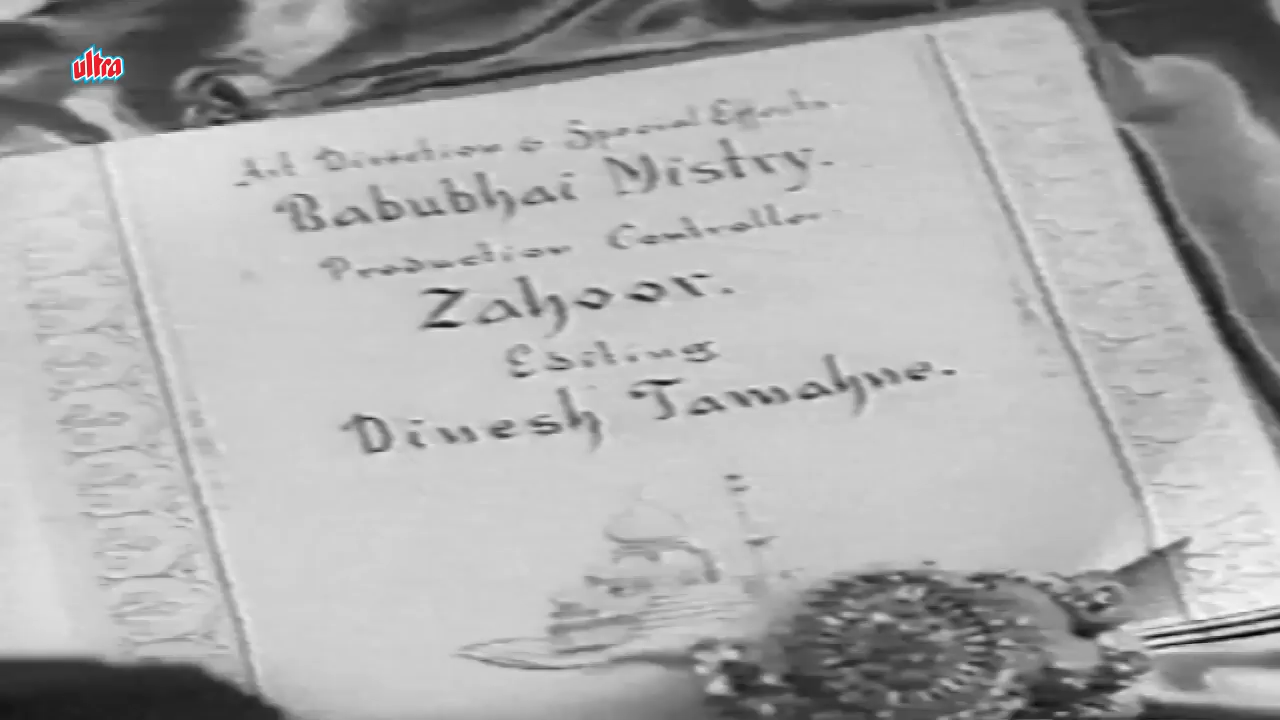 ultra
Art Direction & Special Effects.
Babubhai Mistry.
Production Controller
Zahoor.
Editing
Dinesh Tamahne.